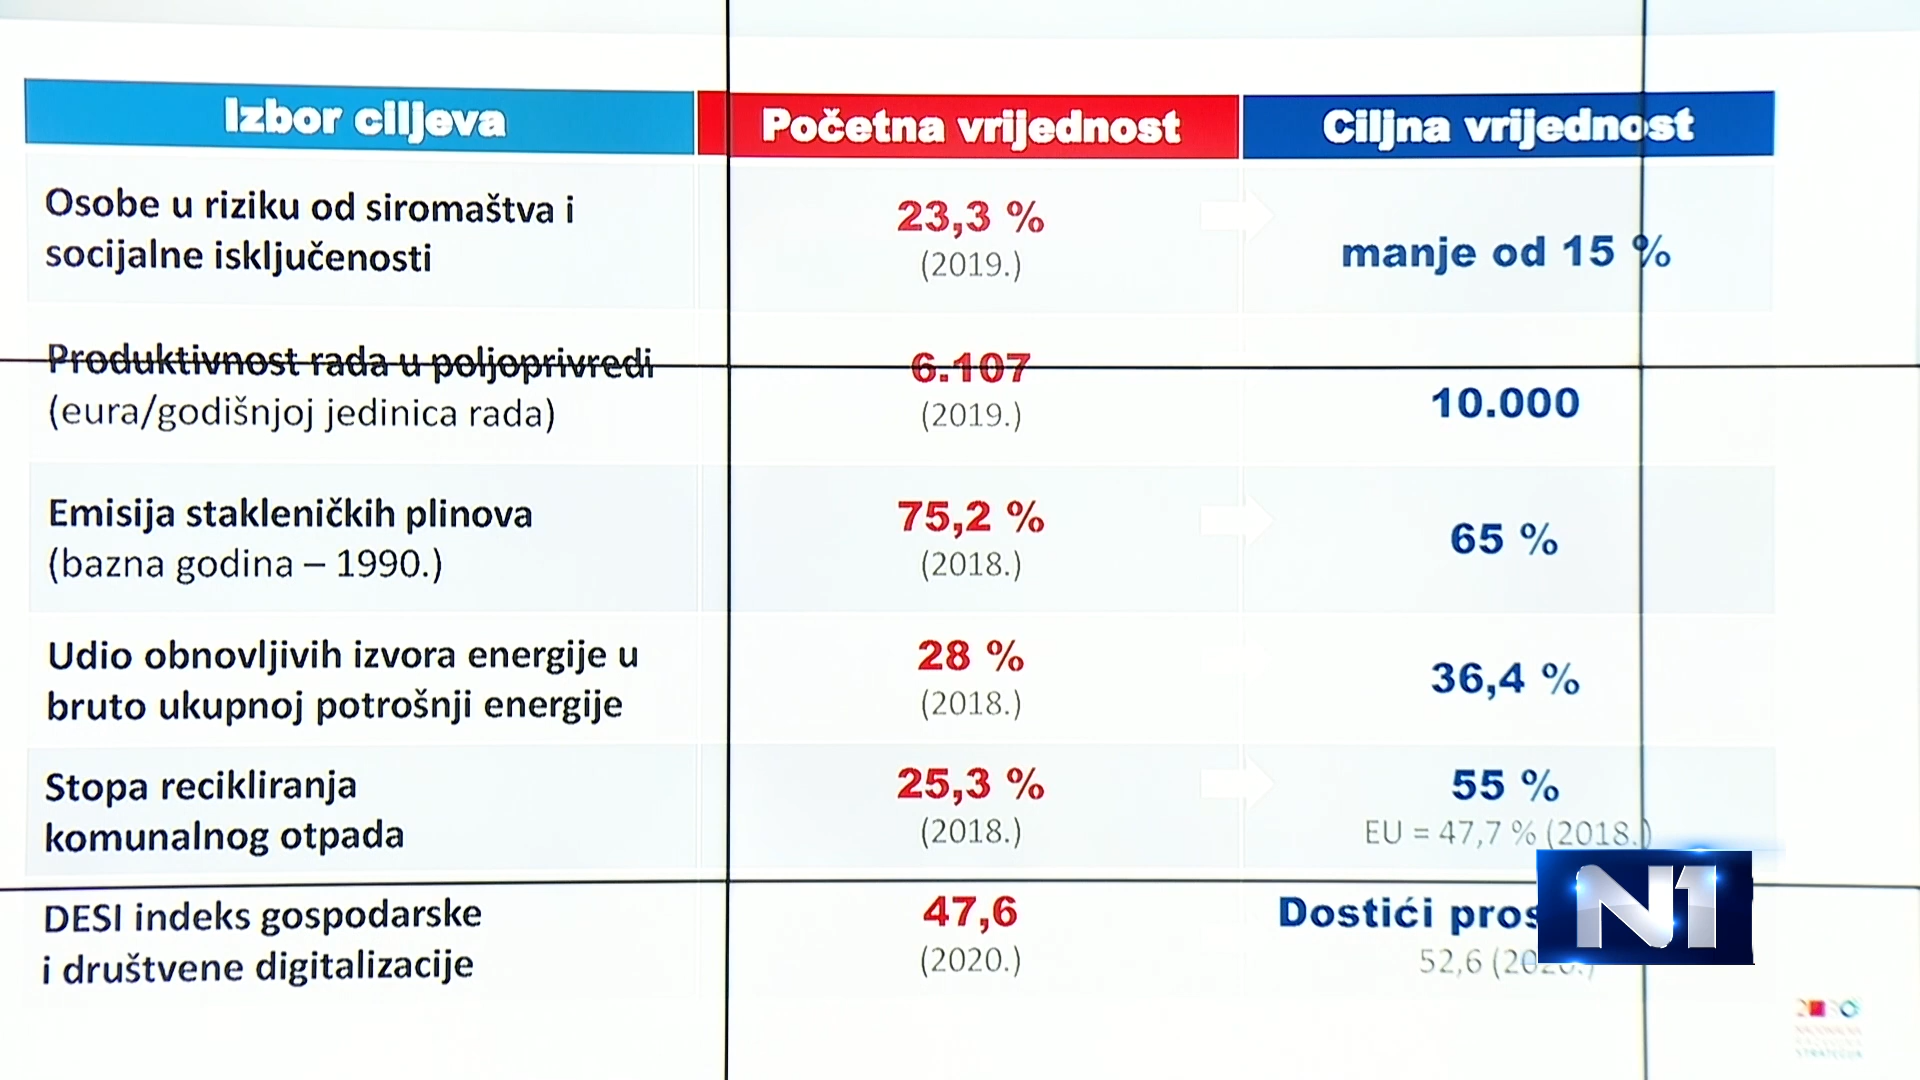 Izbor ciljeva
Početna vrijednost
Ciljna vrijednost
Osobe u riziku od siromaštva i
socijalne isključenosti
23,3 %
(2019.)
manje od 15 %
Produktivnost rada u poljoprivredi
(eura/godišnjoj jedinica rada)
6.107
(2019.)
10.000
Emisija stakleničkih plinova
(bazna godina – 1990.)
75,2 %
(2018.)
65 %
Udio obnovljivih izvora energije u
bruto ukupnoj potrošnji energije
28 %
(2018.)
36,4 %
Stopa recikliranja
komunalnog otpada
25,3 %
(2018.)
55 %
EU = 47,7 % (2018.)
DESI indeks gospodarske
i društvene digitalizacije
47,6
(2020.)
Dostići
52,6 (2020.)
N1